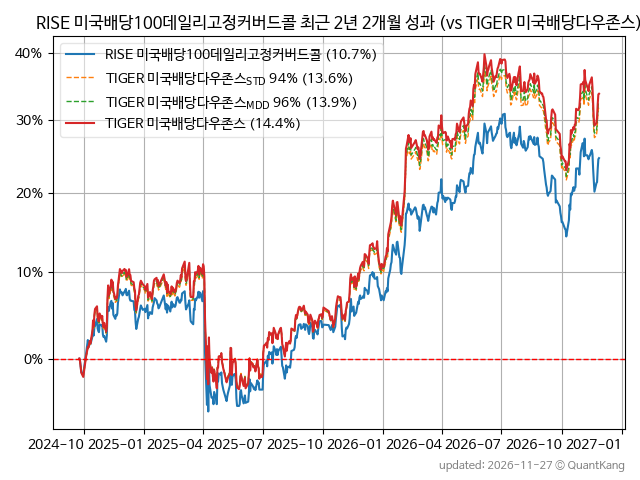 RISE 미국배당100데일리고정커버드콜 최근 2년 2개월 성과 (vs TIGER 미국배당다우존스)
RISE 미국배당100데일리고정커버드콜 (10.7%)
TIGER 미국배당다우존스STD 94% (13.6%)
TIGER 미국배당다우존스MDD 96% (13.9%)
TIGER 미국배당다우존스 (14.4%)
40%
30%
20%
10%
0%
2024-10 2025-01 2025-04 2025-07 2025-10 2026-01 2026-04 2026-07 2026-10 2027-01
updated: 2026-11-27 © QuantKang